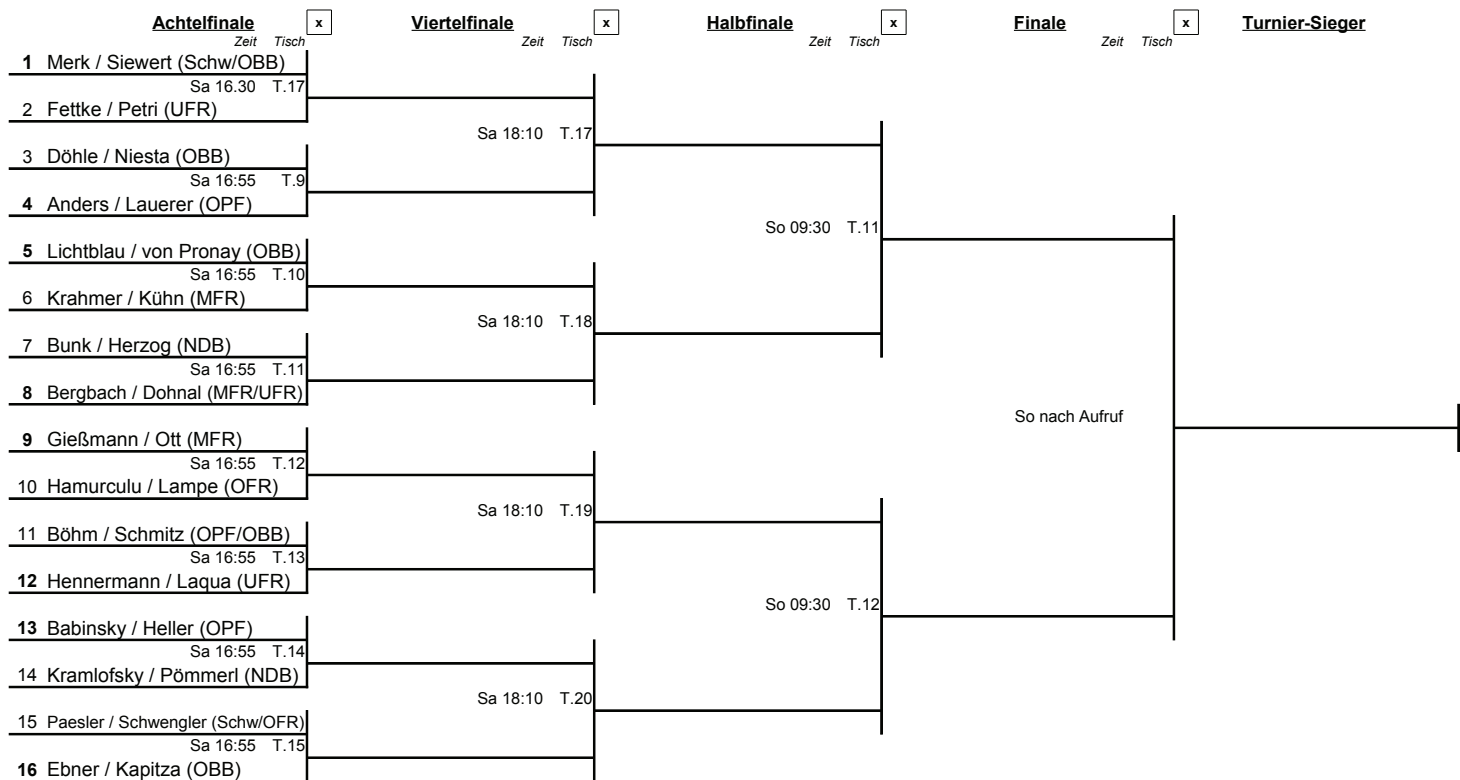 Achtelfinale x Viertelfinale x Halbfinale x Finale x Turnier-Sieger
Zeit Tisch Zeit Tisch Zeit Tisch Zeit Tisch
1 Merk / Siewert (Schw/OBB)
Sa 16.30 T.17
2 Fettke / Petri (UFR)
Sa 18:10 T.17
3 Döhle / Niesta (OBB)
Sa 16:55 T.9
4 Anders / Lauerer (OPF)
So 09:30 T.11
5 Lichtblau / von Pronay (OBB)
Sa 16:55 T.10
6 Krahmer / Kühn (MFR)
Sa 18:10 T.18
7 Bunk / Herzog (NDB)
Sa 16:55 T.11
8 Bergbach / Dohnal (MFR/UFR)
So nach Aufruf
9 Gießmann / Ott (MFR)
Sa 16:55 T.12
10 Hamurculu / Lampe (OFR)
Sa 18:10 T.19
11 Böhm / Schmitz (OPF/OBB)
Sa 16:55 T.13
12 Hennermann / Laqua (UFR)
So 09:30 T.12
13 Babinsky / Heller (OPF)
Sa 16:55 T.14
14 Kramlofsky / Pömmerl (NDB)
Sa 18:10 T.20
15 Paesler / Schwengler (Schw/OFR)
Sa 16:55 T.15
16 Ebner / Kapitza (OBB)